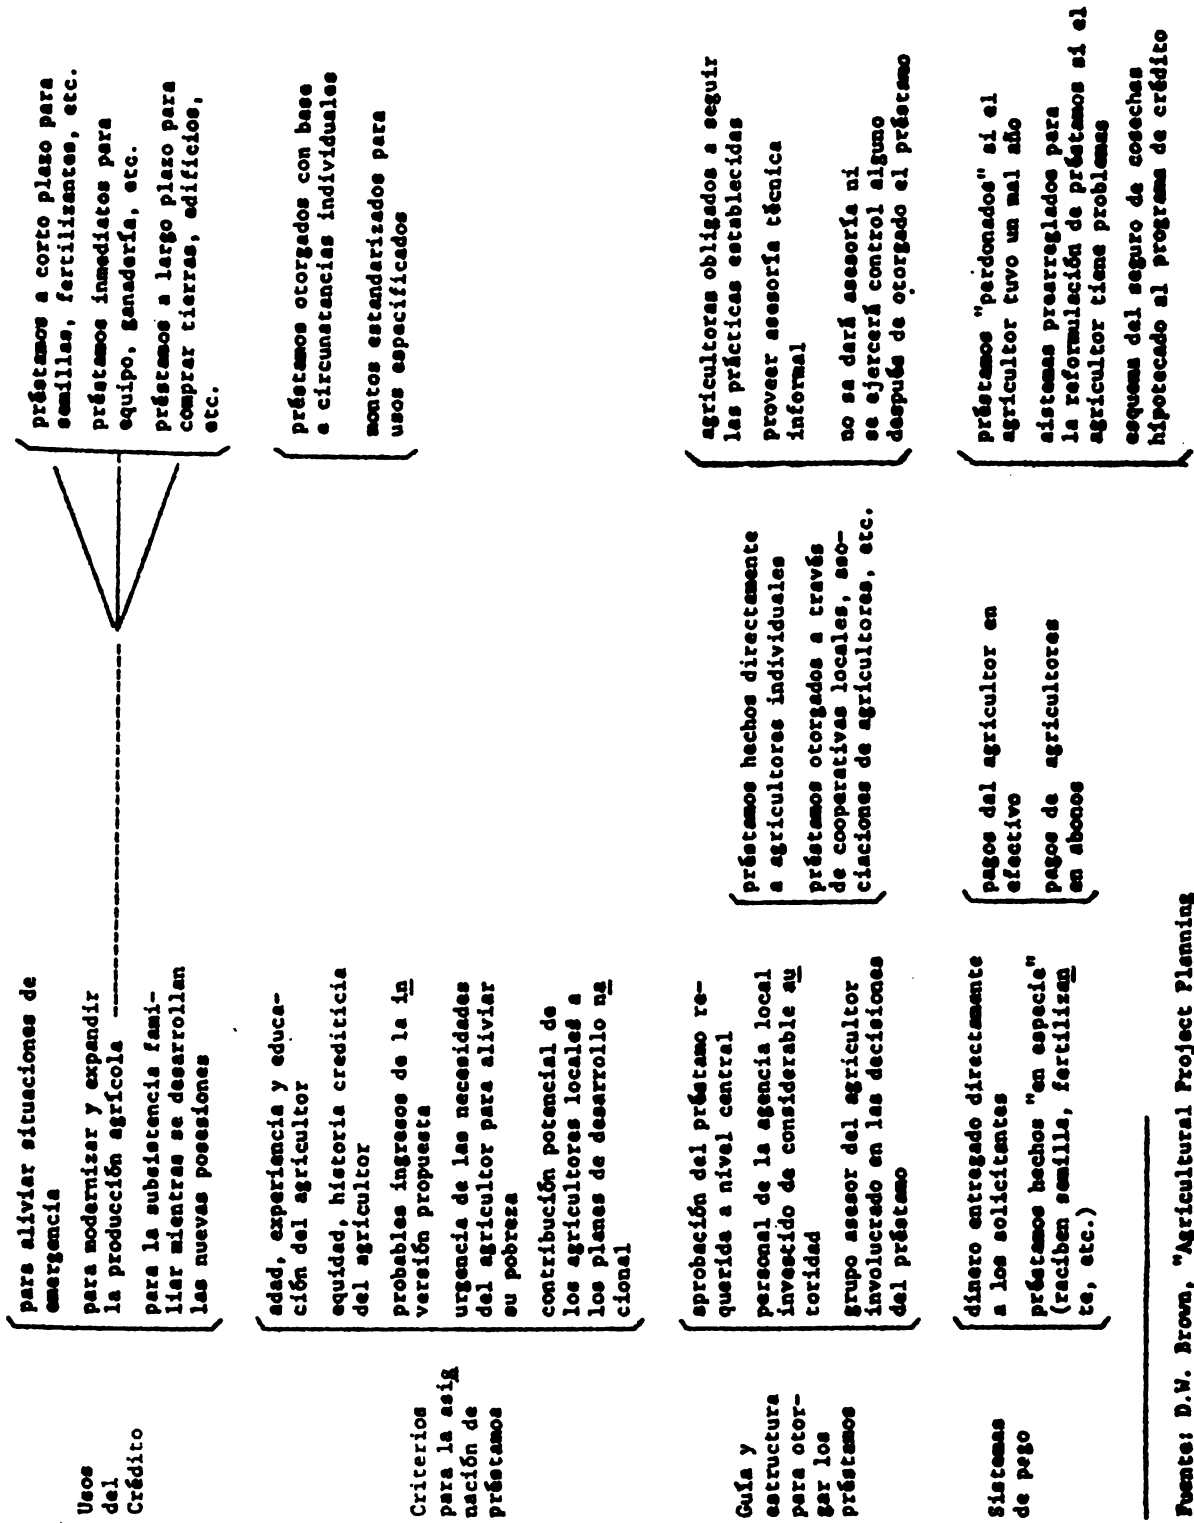 Usos
del
Crédito
para aliviar situaciones de
emergencia
para modernizar y expandir
la producción agrícola
para la subsistencia fami-
liar mientras se desarrollan
las nuevas posesiones
préstamos a corto plazo para
semillas, fertilizantes, etc.
préstamos inmediatos para
equipo, ganadería, etc.
préstamos a largo plazo para
comprar tierras, edificios,
etc.
Criterios
para la asig
nación de
préstamos
edad, experiencia y educa-
ción del agricultor
equidad, historia crediticia
del agricultor
probables ingresos de la in
versión propuesta
urgencia de las necesidades
del agricultor para aliviar
su pobreza
contribución potencial de
los agricultores locales a
los planes de desarrollo na
cional
préstamos otorgados con base
a circunstancias individuales
montos estandarizados para
usos especificados
Guía y
estructura
para otor-
gar los
préstamos
aprobación del préstamo re-
querida a nivel central
personal de la agencia local
investido de considerable au
toridad
grupo asesor del agricultor
involucrado en las decisiones
del préstamo
préstamos hechos directamente
a agricultores individuales
préstamos otorgados a través
de cooperativas locales, aso-
ciaciones de agricultores, etc.
agricultores obligados a seguir
las prácticas establecidas
proveer asesoría técnica
informal
no se dará asesoría ni
se ejercerá control alguno
después de otorgado el préstamo
Sistemas
de pago
dinero entregado directamente
a los solicitantes
préstamos hechos "en especie"
(reciben semilla, fertilizan
te, etc.)
pagos del agricultor en
efectivo
pagos de agricultores
en abonos
préstamos "perdonados" si el
agricultor tuvo un mal año
sistemas prearreglados para
la reformulación de préstamos si el
agricultor tiene problemas
esquema del seguro de cosechas
hipotecado al programa de crédito
Fuente: D.W. Brown, "Agricultural Project Planning